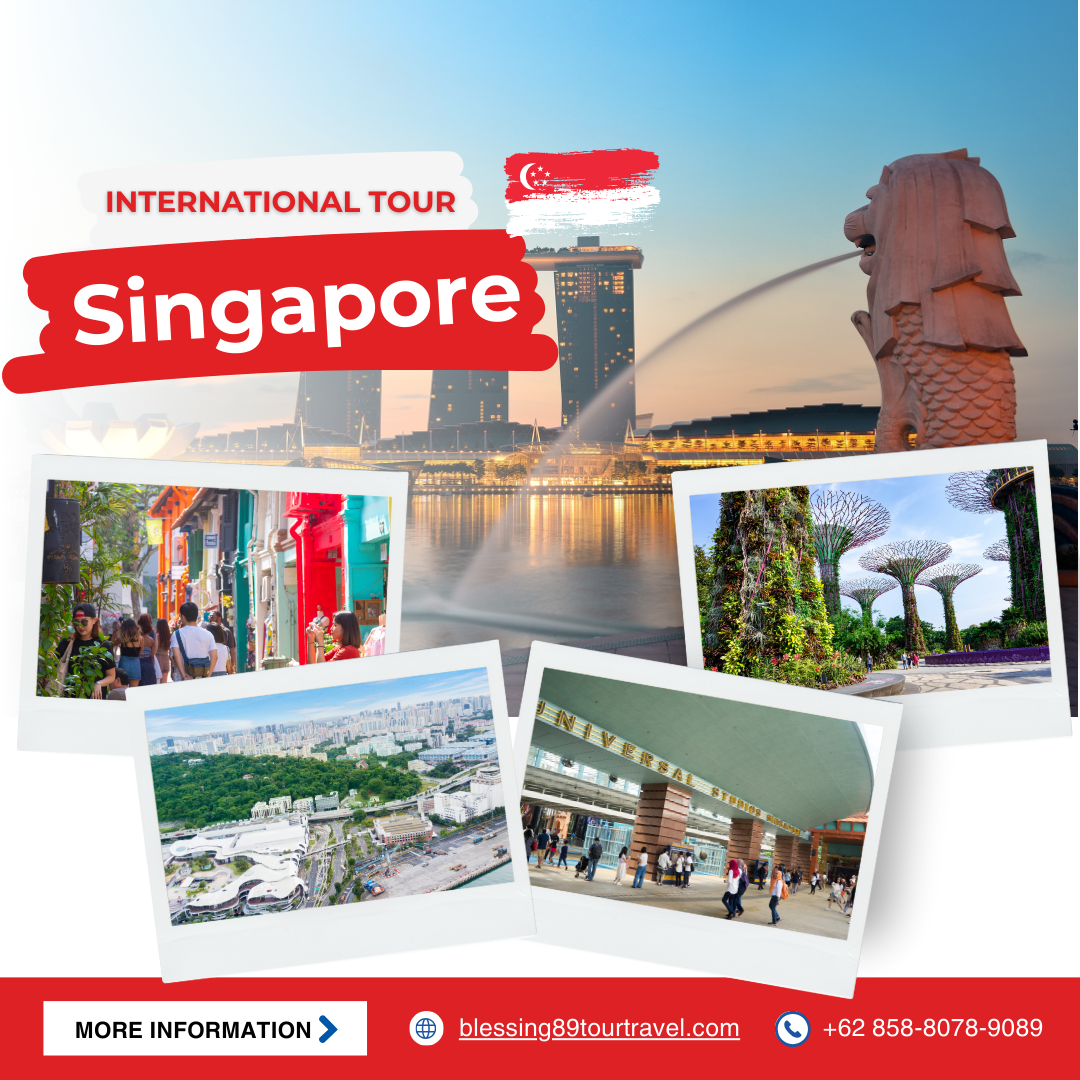 INTERNATIONAL TOUR
Singapore
UNIVERSAL STUDIOS
MORE INFORMATION
blessing89tourtravel.com
+62 858-8078-9089